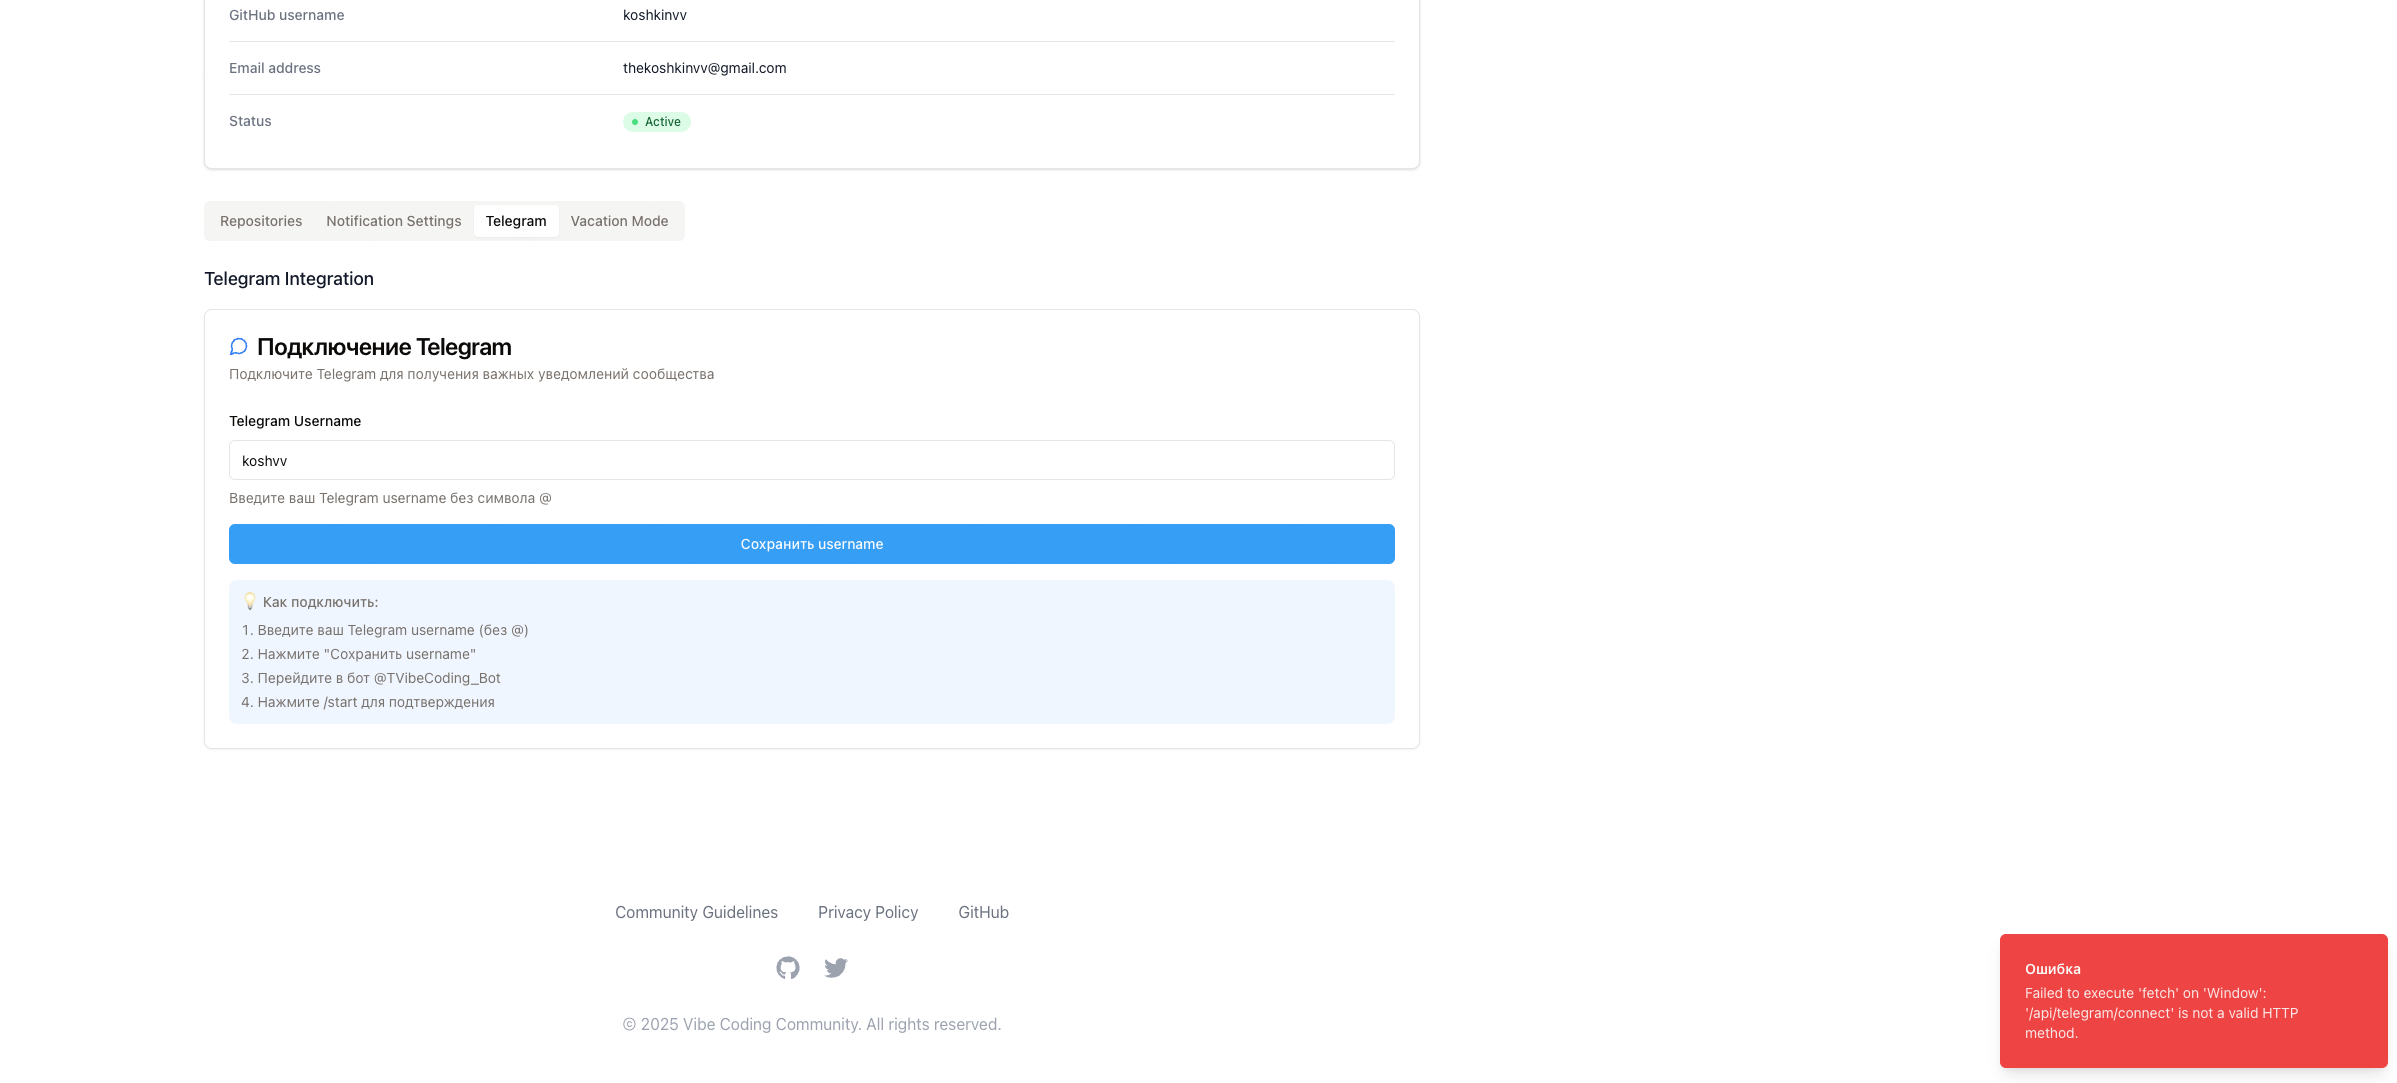 GitHub username koshkinvv
Email address thekoshkinvv@gmail.com
Status Active
Repositories Notification Settings Telegram Vacation Mode
Telegram Integration
Подключение Telegram
Подключите Telegram для получения важных уведомлений сообщества
Telegram Username
koshvv
Введите ваш Telegram username без символа @
Сохранить username
💡 Как подключить:
1. Введите ваш Telegram username (без @)
2. Нажмите "Сохранить username"
3. Перейдите в бот @TVibeCoding_Bot
4. Нажмите /start для подтверждения
Community Guidelines Privacy Policy GitHub
© 2025 Vibe Coding Community. All rights reserved.
Ошибка
Failed to execute 'fetch' on 'Window':
'/api/telegram/connect' is not a valid HTTP
method.